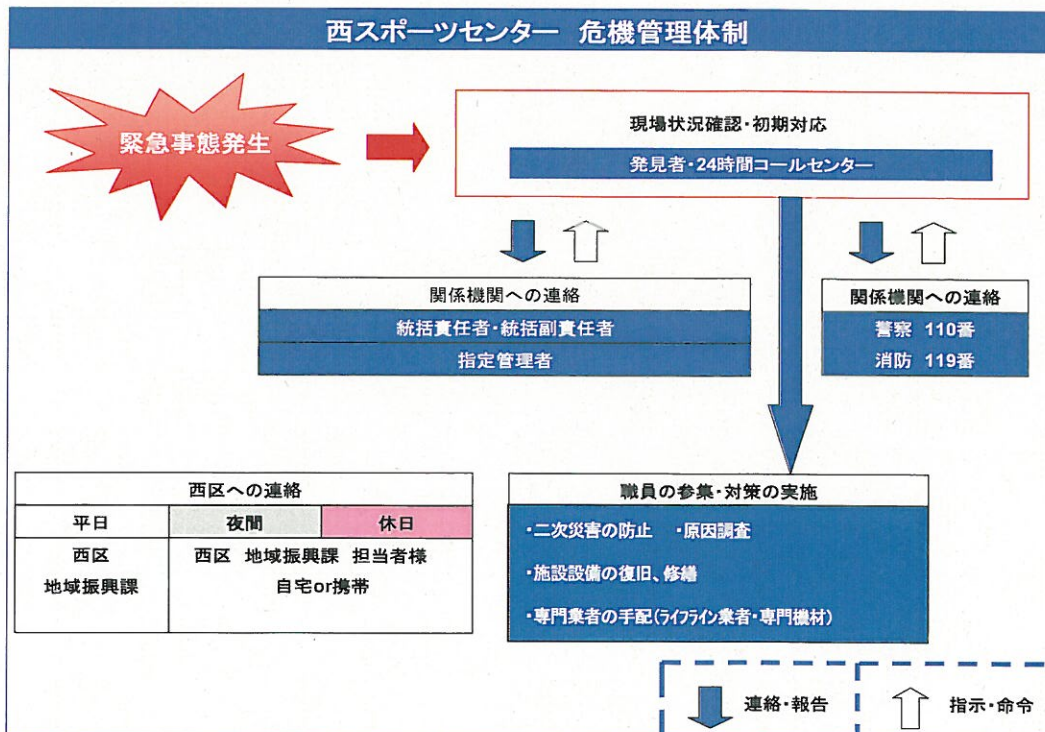 西スポーツセンター 危機管理体制
緊急事態発生
現場状況確認・初期対応
発見者・24時間コールセンター
関係機関への連絡
統括責任者・統括副責任者
指定管理者
関係機関への連絡
警察 110番
消防 119番
西区への連絡
平日 夜間 休日
西区
地域振興課
西区 地域振興課 担当者様
自宅or携帯
職員の参集・対策の実施
・二次災害の防止 ・原因調査
・施設設備の復旧、修繕
・専門業者の手配(ライフライン業者・専門機材)
連絡・報告
指示・命令